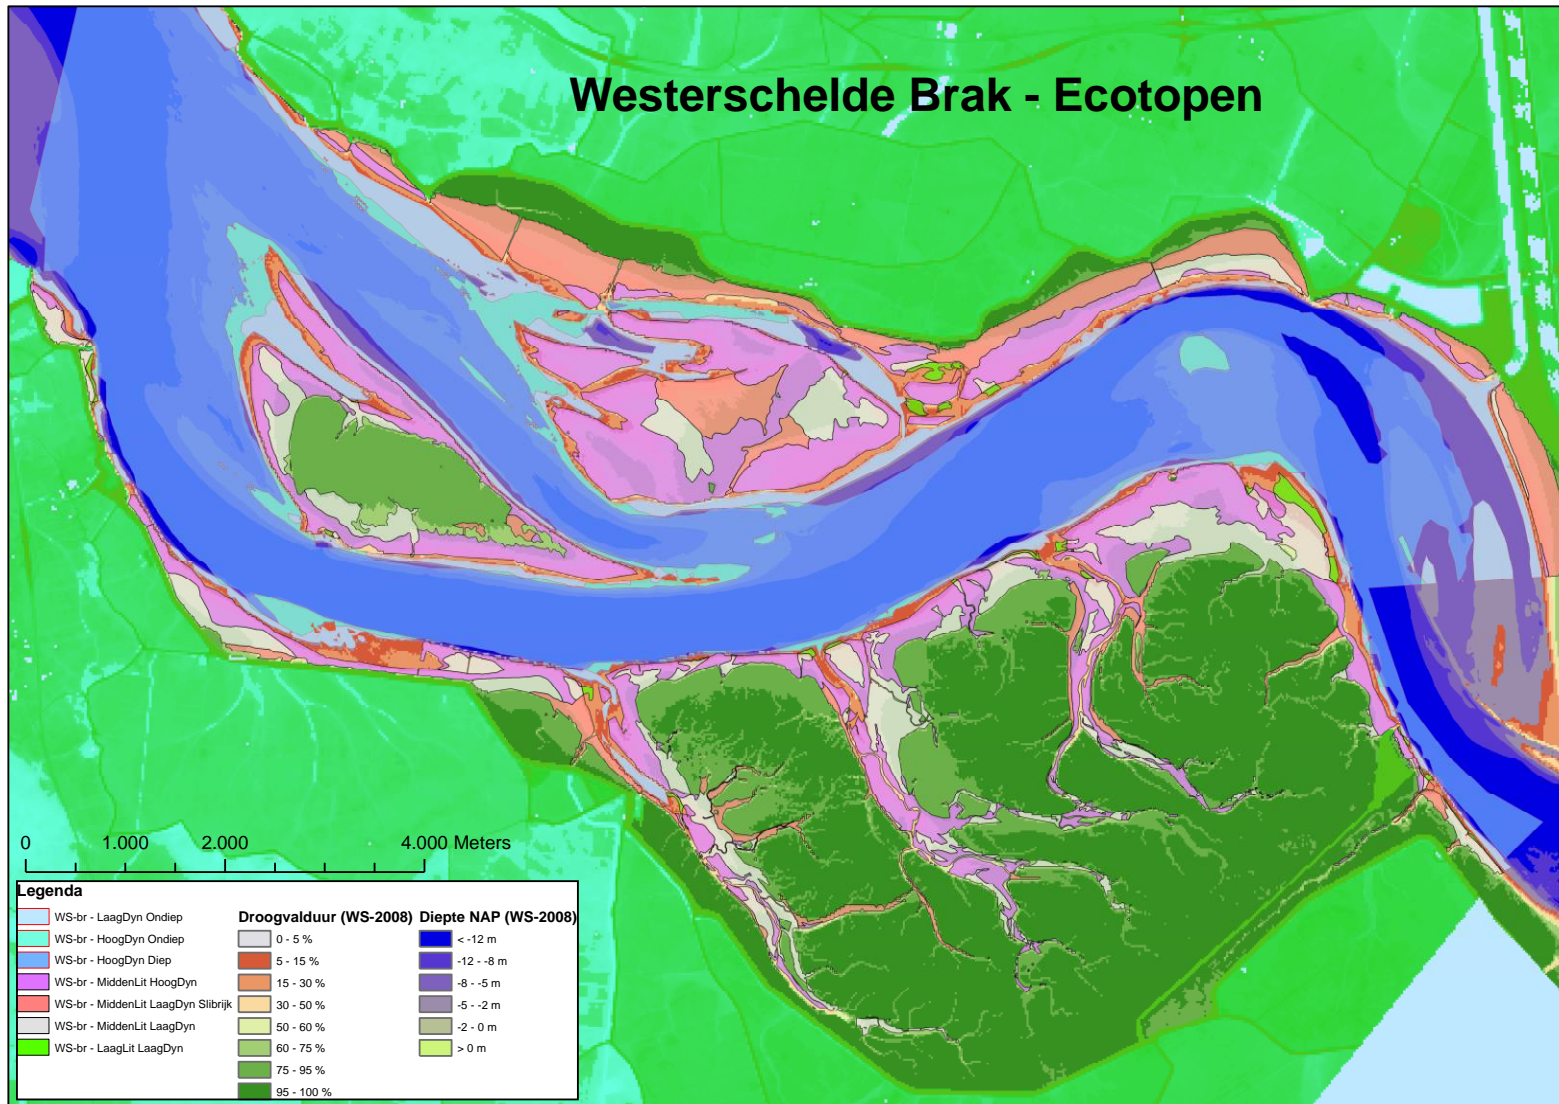 Westerschelde Brak - Ecotopen
0 1.000 2.000 4.000 Meters
Legenda
WS-br - LaagDyn Ondiep
WS-br - HoogDyn Ondiep
WS-br - HoogDyn Diep
WS-br - MiddenLit HoogDyn
WS-br - MiddenLit LaagDyn Slibrijk
WS-br - MiddenLit LaagDyn
WS-br - LaagLit LaagDyn
Droogvalduur (WS-2008)
0 - 5 %
5 - 15 %
15 - 30 %
30 - 50 %
50 - 60 %
60 - 75 %
75 - 95 %
95 - 100 %
Diepte NAP (WS-2008)
< -12 m
-12 - -8 m
-8 - -5 m
-5 - -2 m
-2 - 0 m
> 0 m